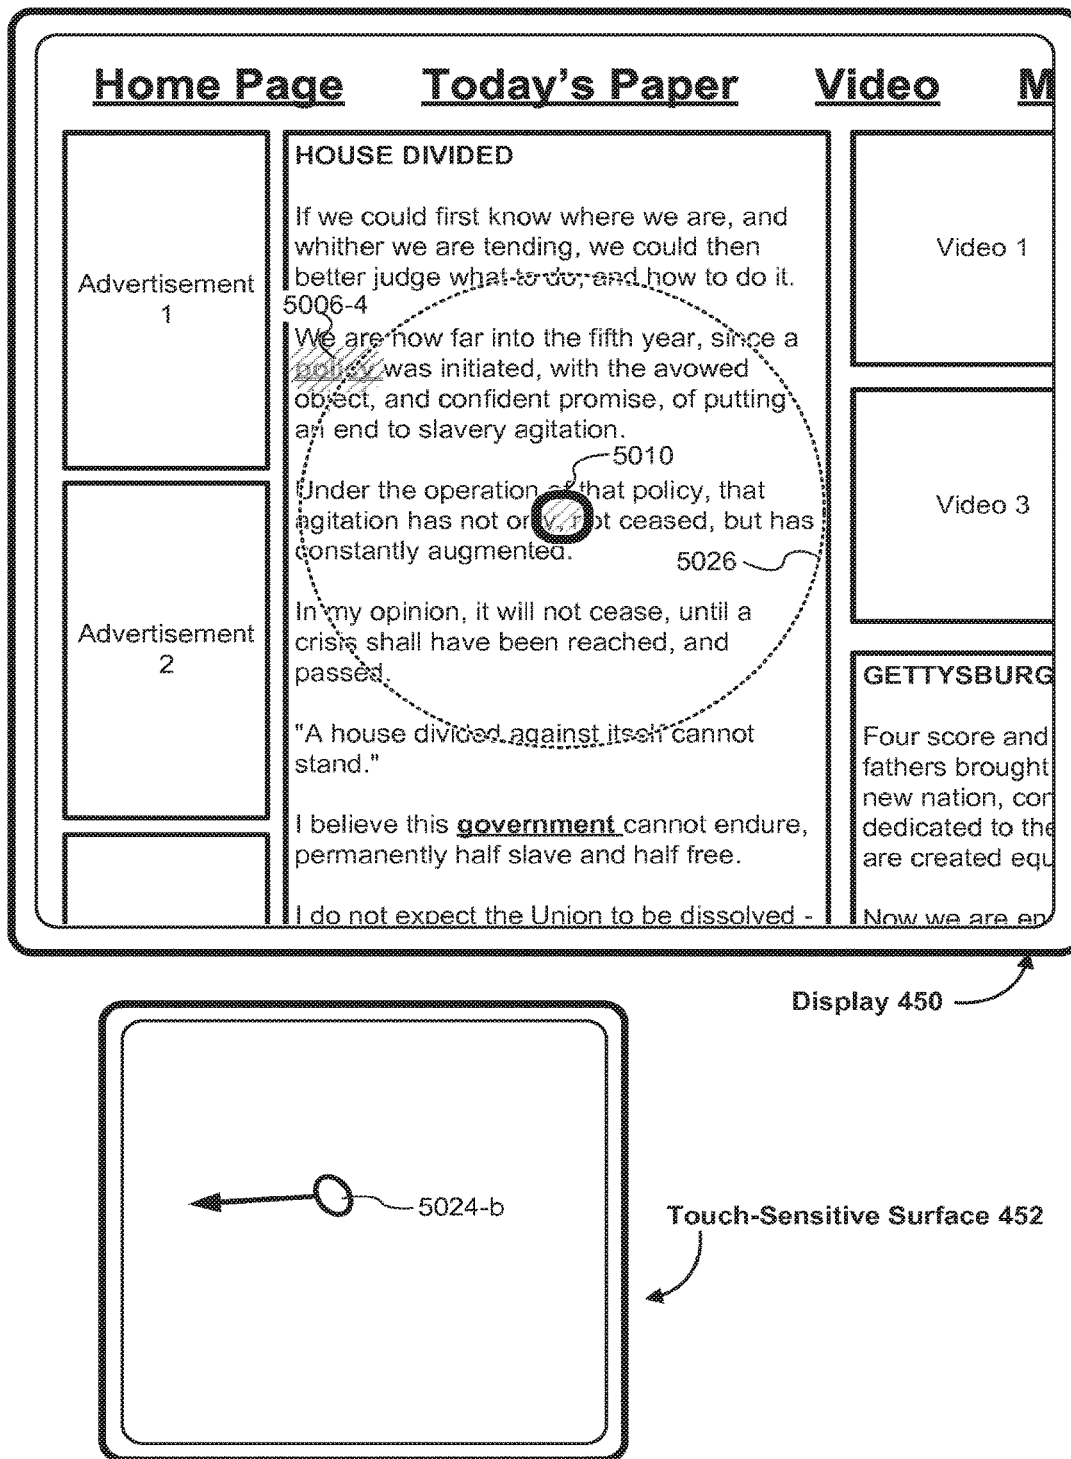 Home Page Today's Paper Video M
Advertisement
1
Advertisement
2
HOUSE DIVIDED
If we could first know where we are, and
whither we are tending, we could then
better judge what to do, and how to do it.
5006-4
We are now far into the fifth year, since a
policy was initiated, with the avowed
object, and confident promise, of putting
an end to slavery agitation.
5010
Under the operation of that policy, that
agitation has not only, not ceased, but has
constantly augmented.
5026
In my opinion, it will not cease, until a
crisis shall have been reached, and
passed.
"A house divided against itself cannot
stand."
I believe this government cannot endure,
permanently half slave and half free.
I do not expect the Union to be dissolved -
Video 1
Video 3
GETTYSBURG
Four score and
fathers brought
new nation, con
dedicated to the
are created equ
Now we are en
Display 450
5024-b
Touch-Sensitive Surface 452